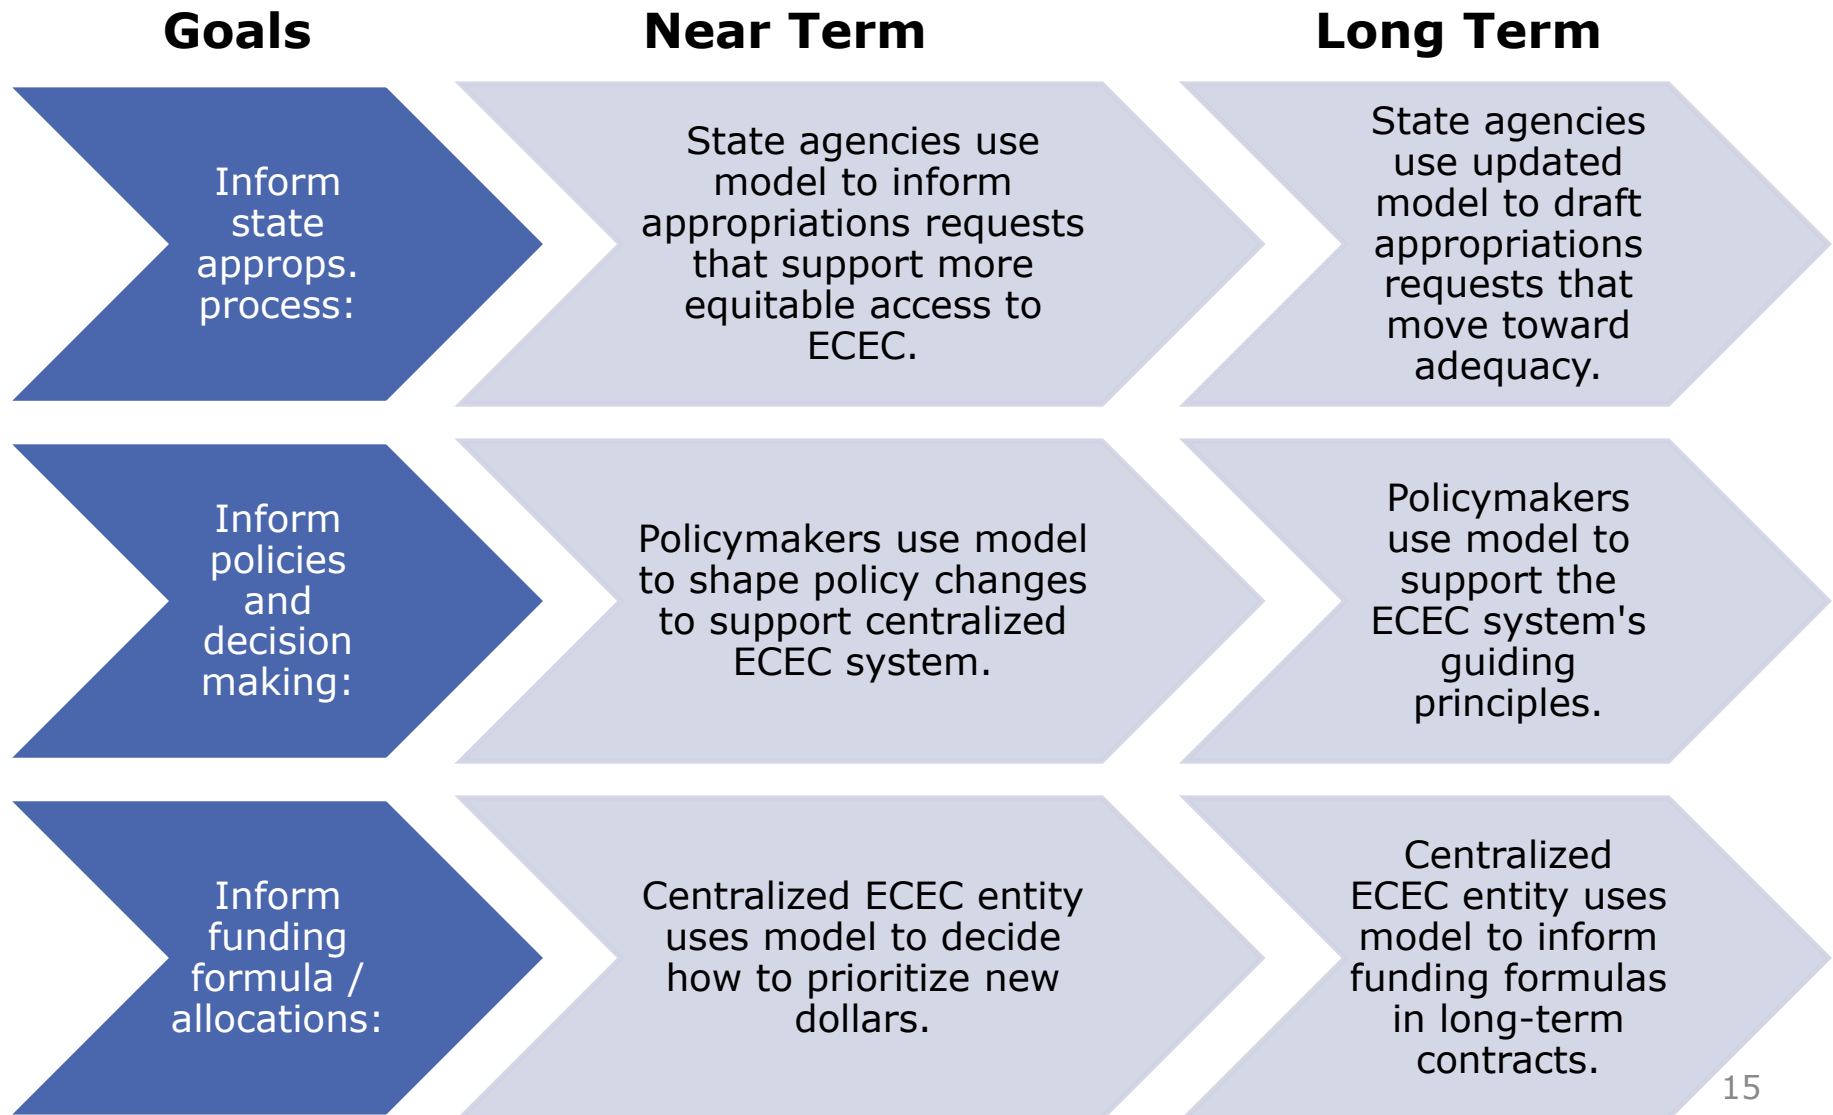 Goals
Near Term
Long Term
Inform
state
approps.
process:
State agencies use
model to inform
appropriations requests
that support more
equitable access to
ECEC.
State agencies
use updated
model to draft
appropriations
requests that
move toward
adequacy.
Inform
policies
and
decision
making:
Policymakers use model
to shape policy changes
to support centralized
ECEC system.
Policymakers
use model to
support the
ECEC system's
guiding
principles.
Inform
funding
formula /
allocations:
Centralized ECEC entity
uses model to decide
how to prioritize new
dollars.
Centralized
ECEC entity uses
model to inform
funding formulas
in long-term
contracts.
15